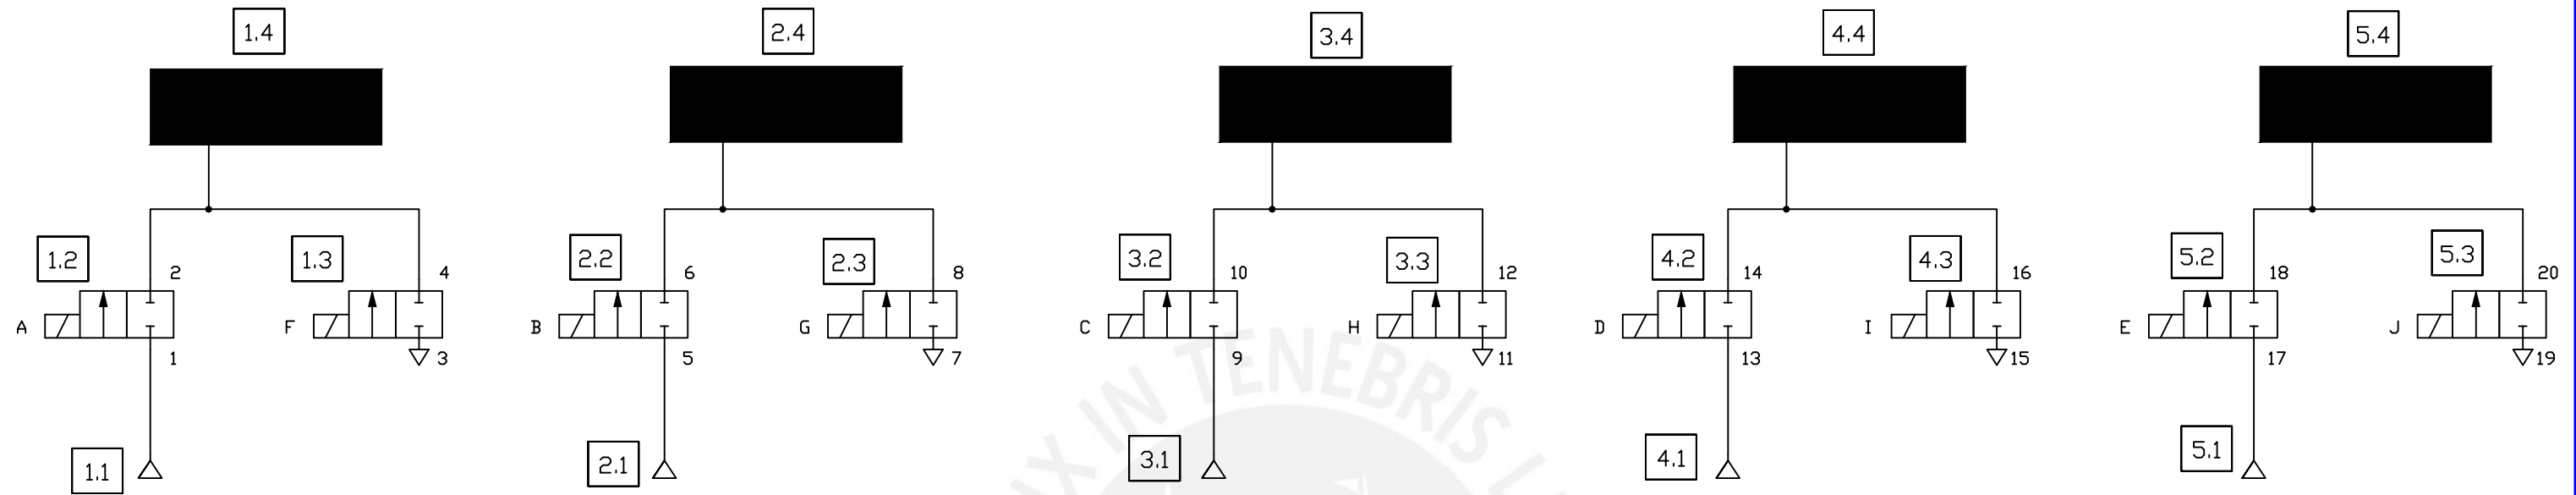 1.4 2.4 3.4 4.4 5.4
1.2 2 1.3 4 2.2 6 2.3 8 3.2 10 3.3 12 4.2 14 4.3 16 5.2 18 5.3 20
A F B G C H D I E J
1 3 5 7 9 11 13 15 17 19
1.1 2.1 3.1 4.1 5.1
IN TENEBRIS